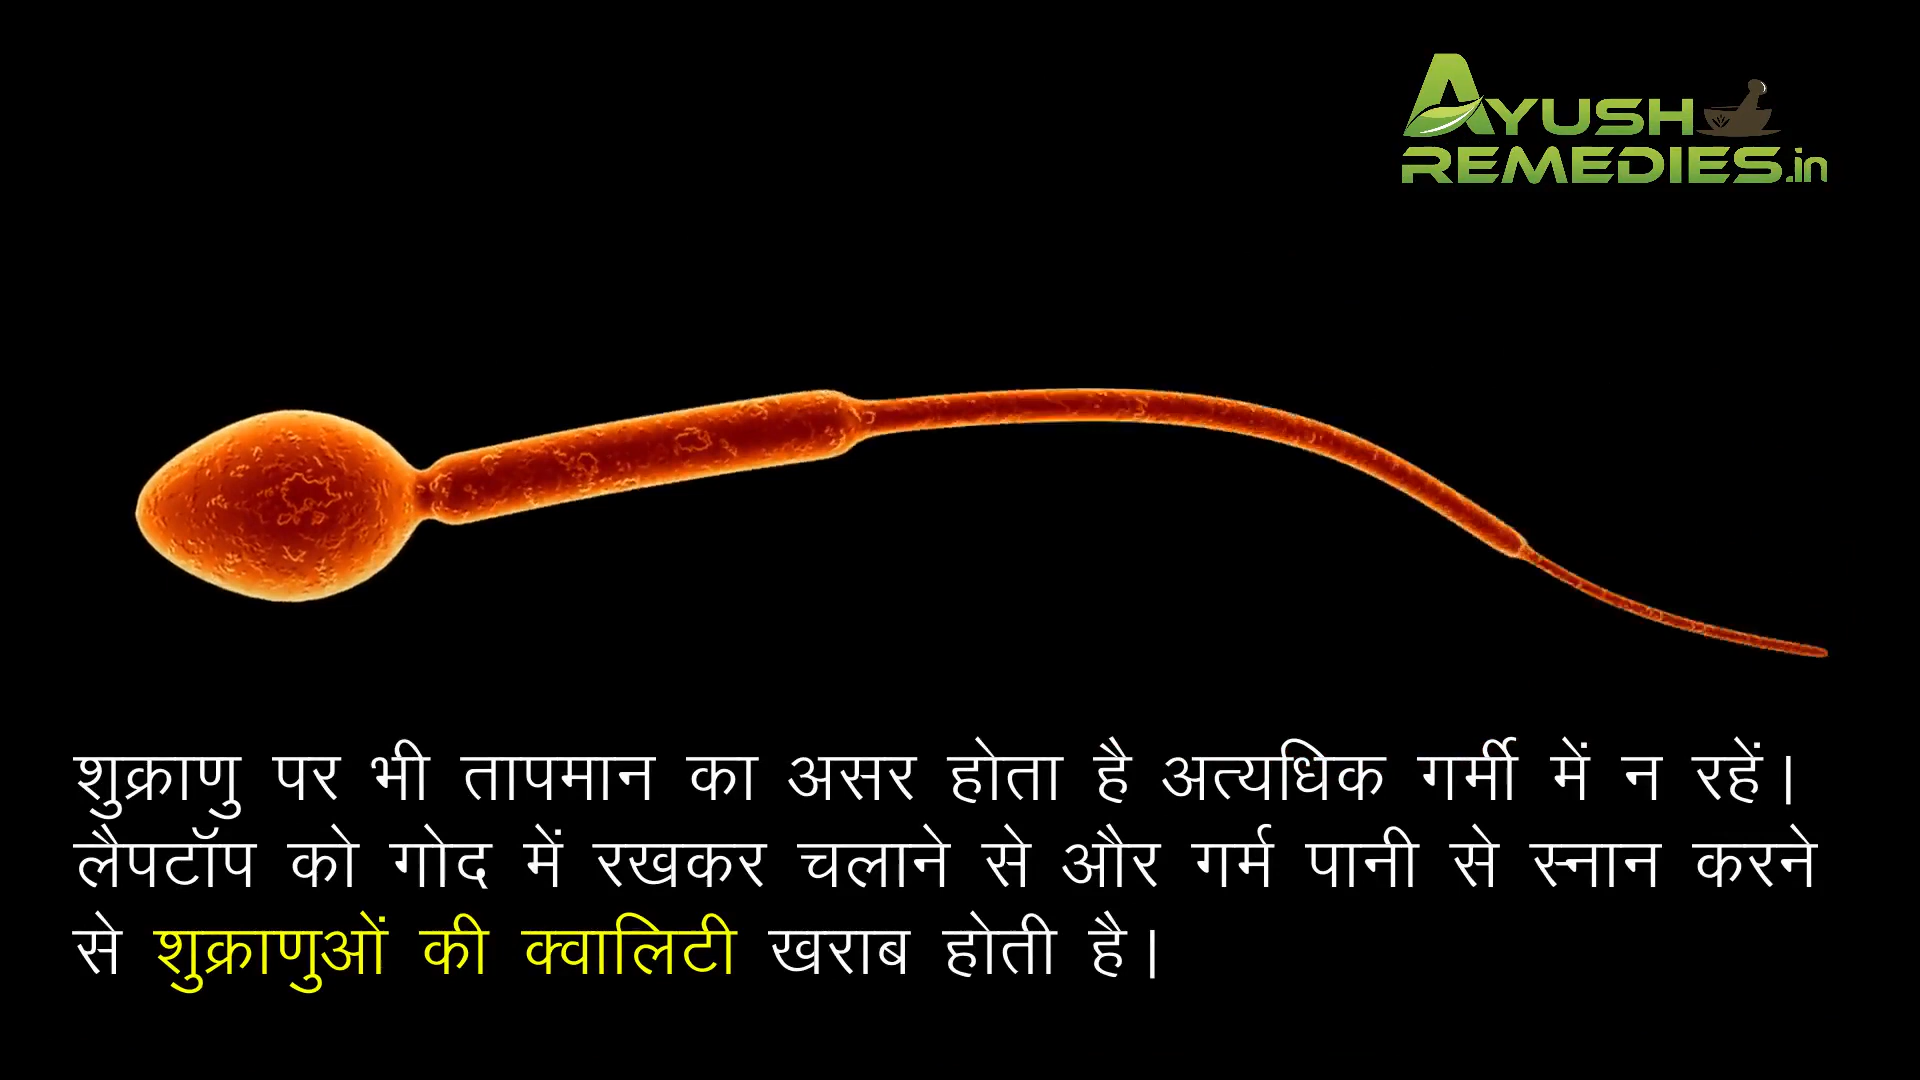 AYUSH
REMEDIES.in
शुक्राणु पर भी तापमान का असर होता है अत्यधिक गर्मी में न रहें।
लैपटॉप को गोद में रखकर चलाने से और गर्म पानी से स्नान करने
से शुक्राणुओं की क्वालिटी खराब होती है।